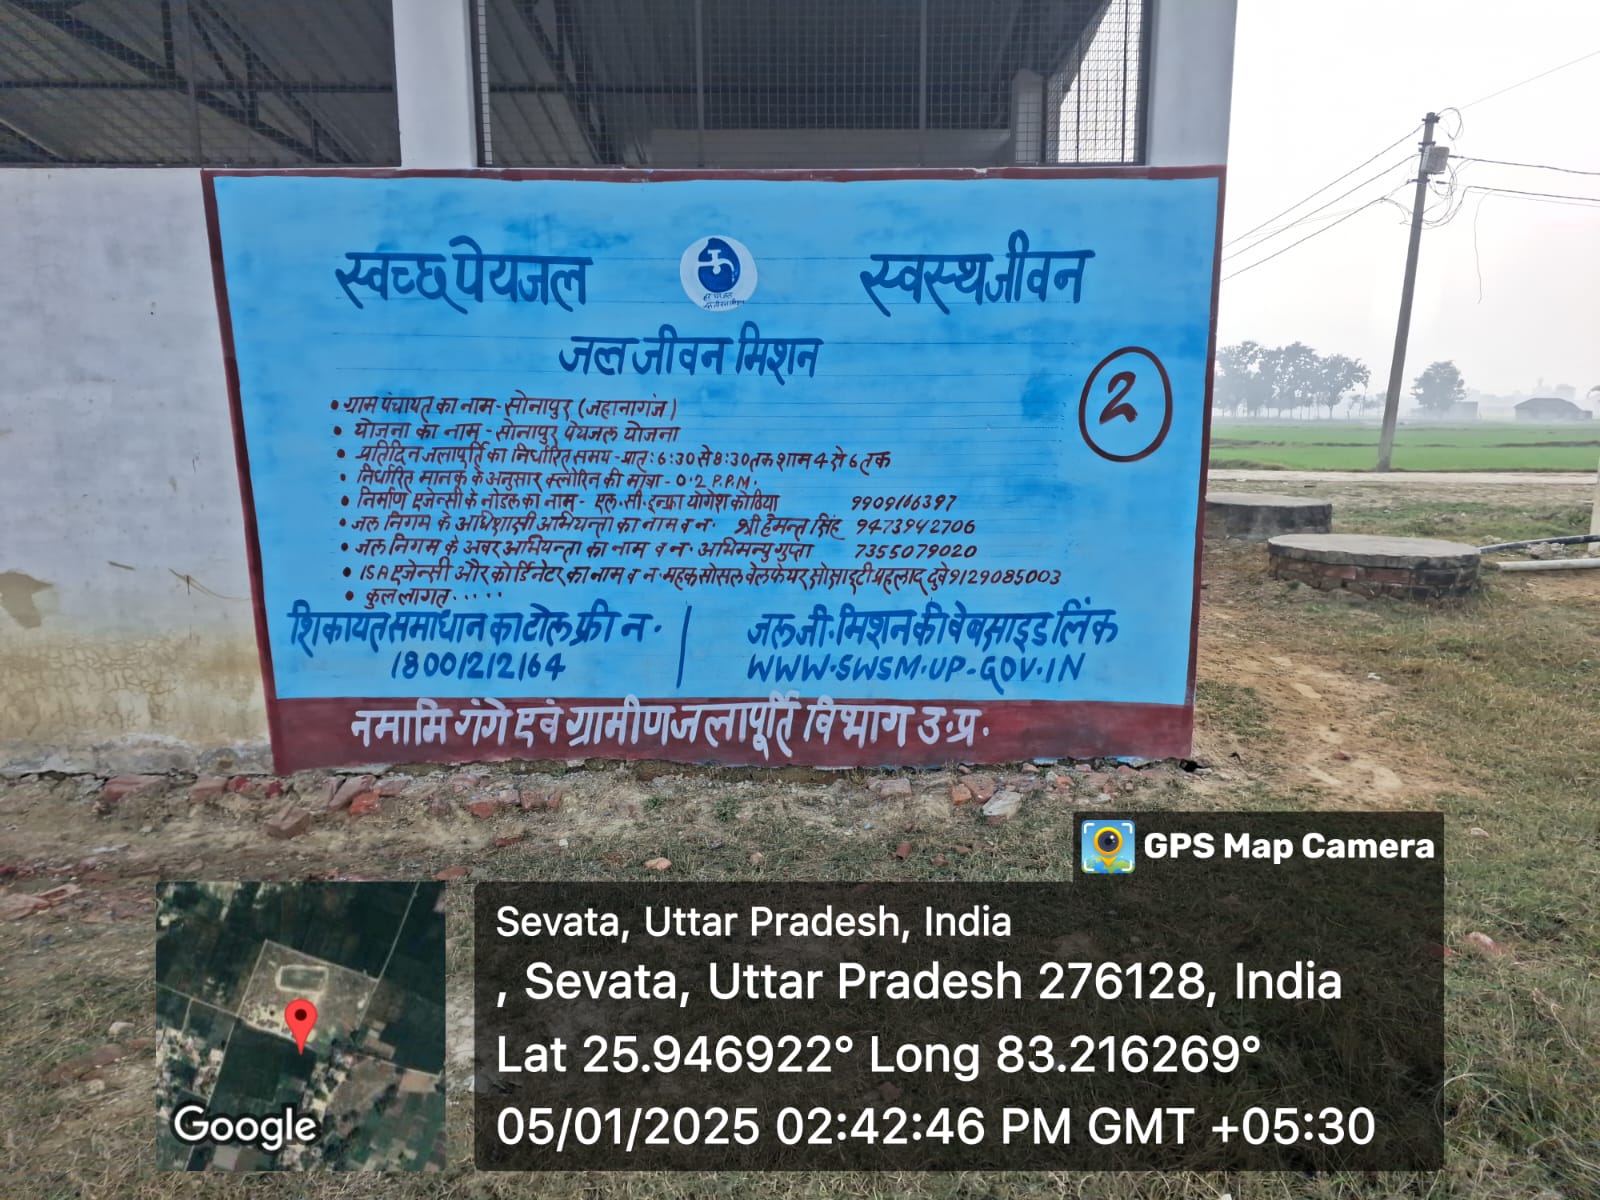 स्वच्छ पेयजल
स्वस्थ जीवन
जल जीवन मिशन
2
• ग्राम पंचायत का नाम - सोनापुर (जहानागंज)
• योजना का नाम - सोनापुर पेयजल योजना
• प्रतिदिन जलापूर्ति का निर्धारित समय - प्रात: 6:30 से 8:30 तक शाम 4 से 6 तक
• निर्धारित मानक के अनुसार क्लोरिन की मात्रा - 0.2 P.P.M.
• निर्माण एजेन्सी के नोडल का नाम - एल. सी. इन्फ्रा योगेश कोठिया 9909116397
• जल निगम के अधिशासी अभियन्ता का नाम व न. श्री हेमन्त सिंह 9473942706
• जल निगम के अवर अभियन्ता का नाम व न. अभिमन्यु गुप्ता 7355079020
• ISA एजेन्सी और कोर्डिनेटर का नाम व न. महक सोसल वेलफेयर सोसाइटी प्रहलाद दुबे 9129085003
• कुल लागत.....
शिकायत समाधान का टोल फ्री न.
18001212164
जल जी. मिशन की वेबसाइड लिंक
WWW.SWSM.UP-GOV.IN
नमामि गंगे एवं ग्रामीण जलापूर्ति विभाग उ.प्र.
GPS Map Camera
Sevata, Uttar Pradesh, India
, Sevata, Uttar Pradesh 276128, India
Lat 25.946922° Long 83.216269°
05/01/2025 02:42:46 PM GMT +05:30
Google